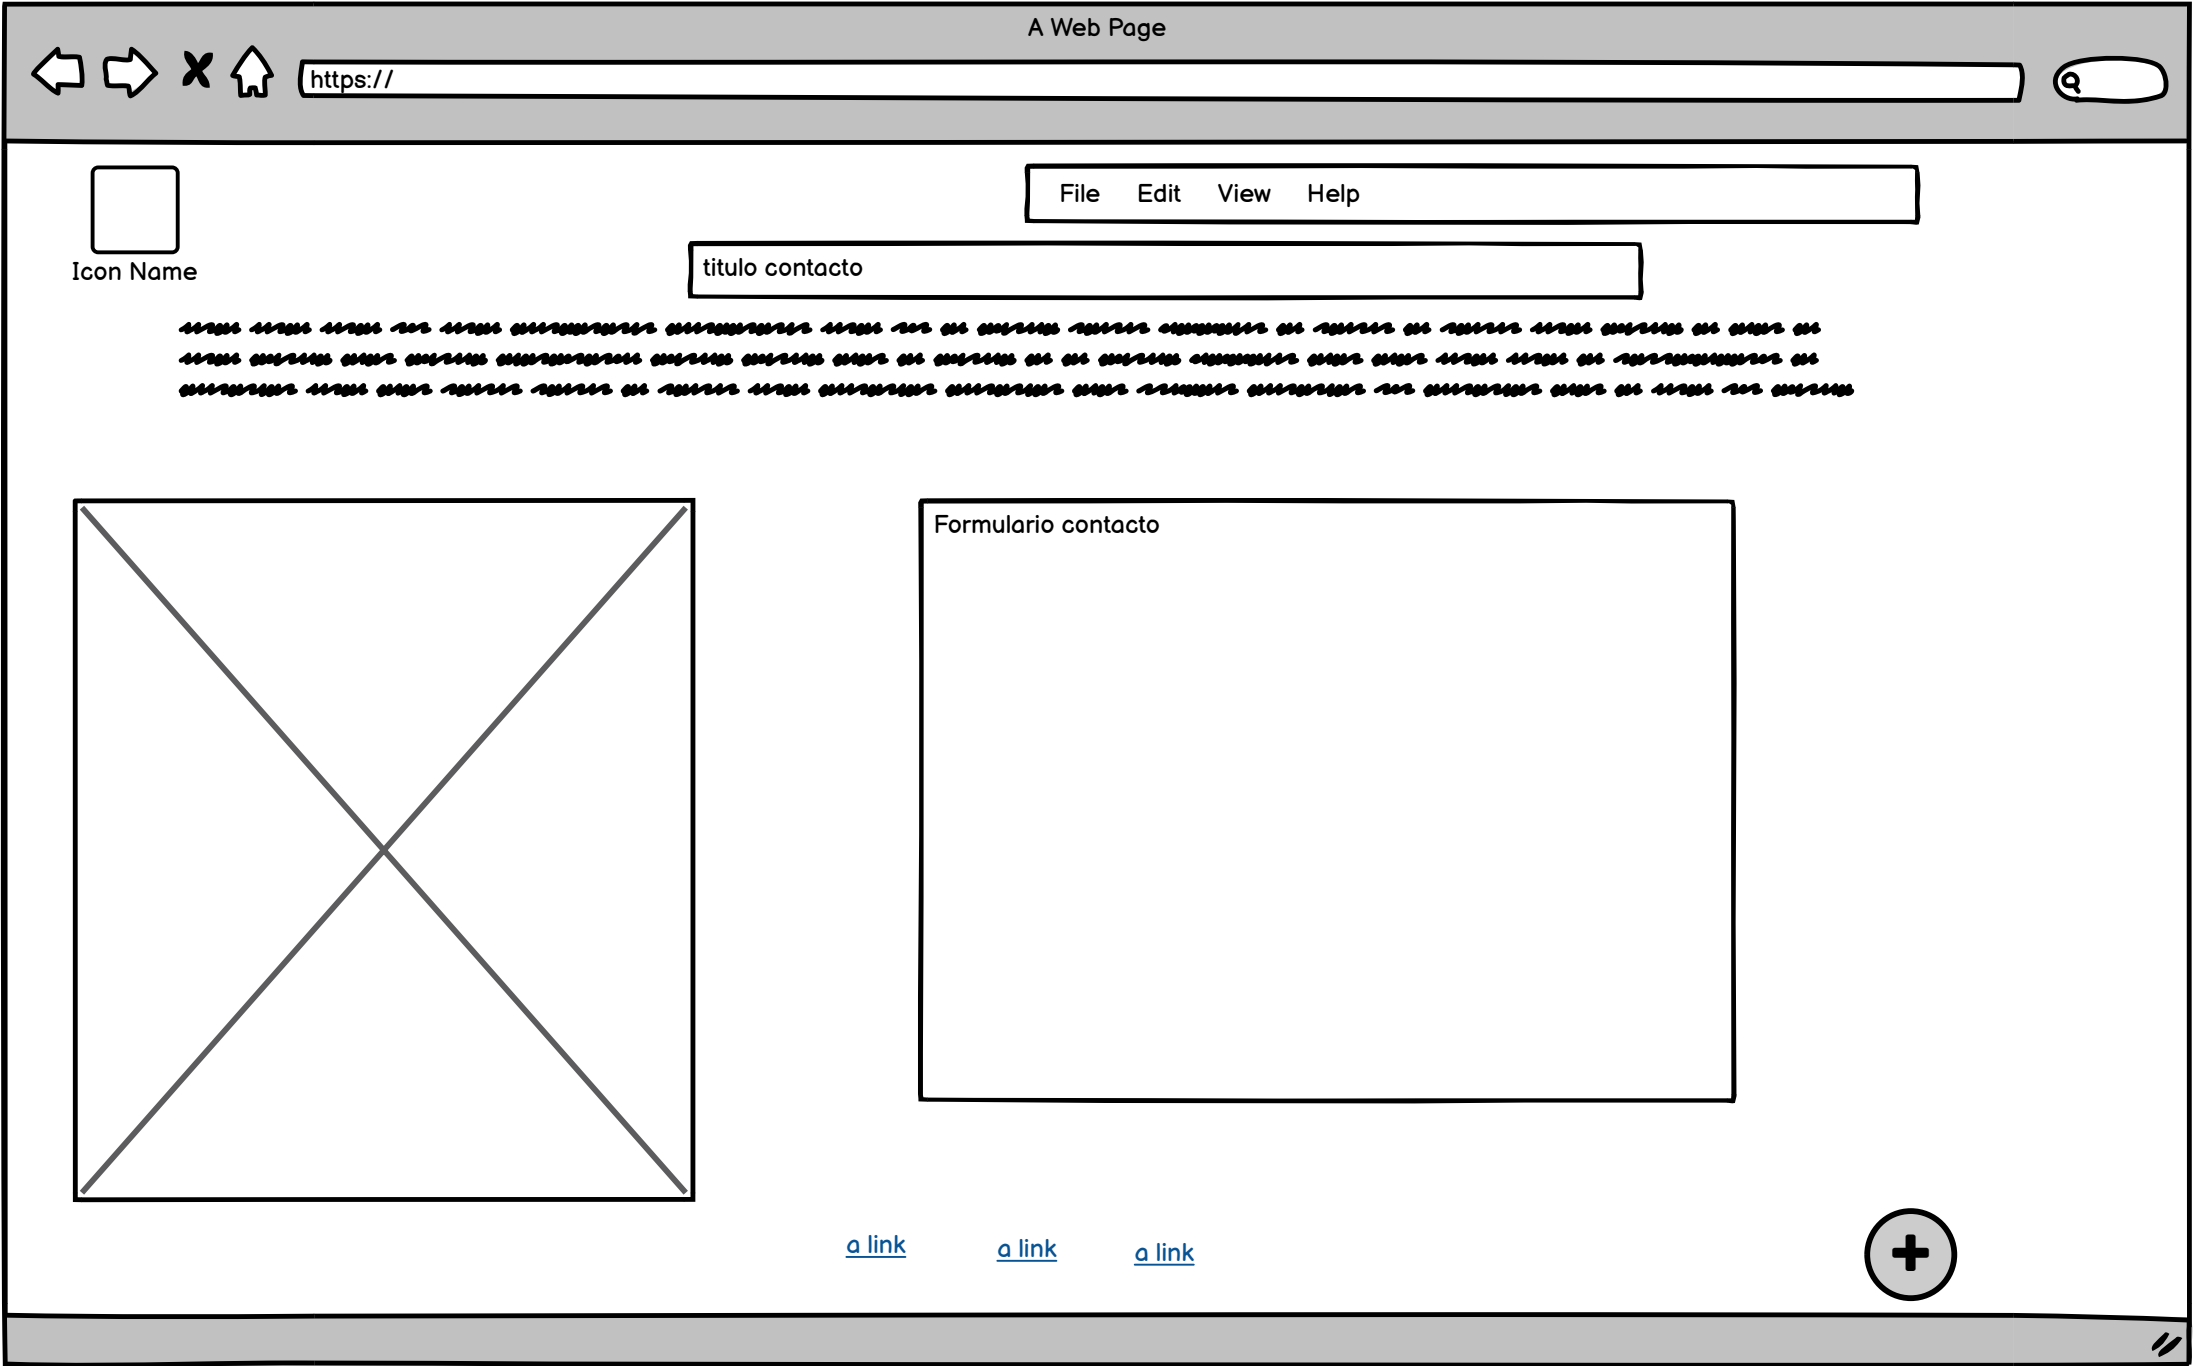 A Web Page
https://
File Edit View Help
Icon Name
titulo contacto
Formulario contacto
a link a link a link